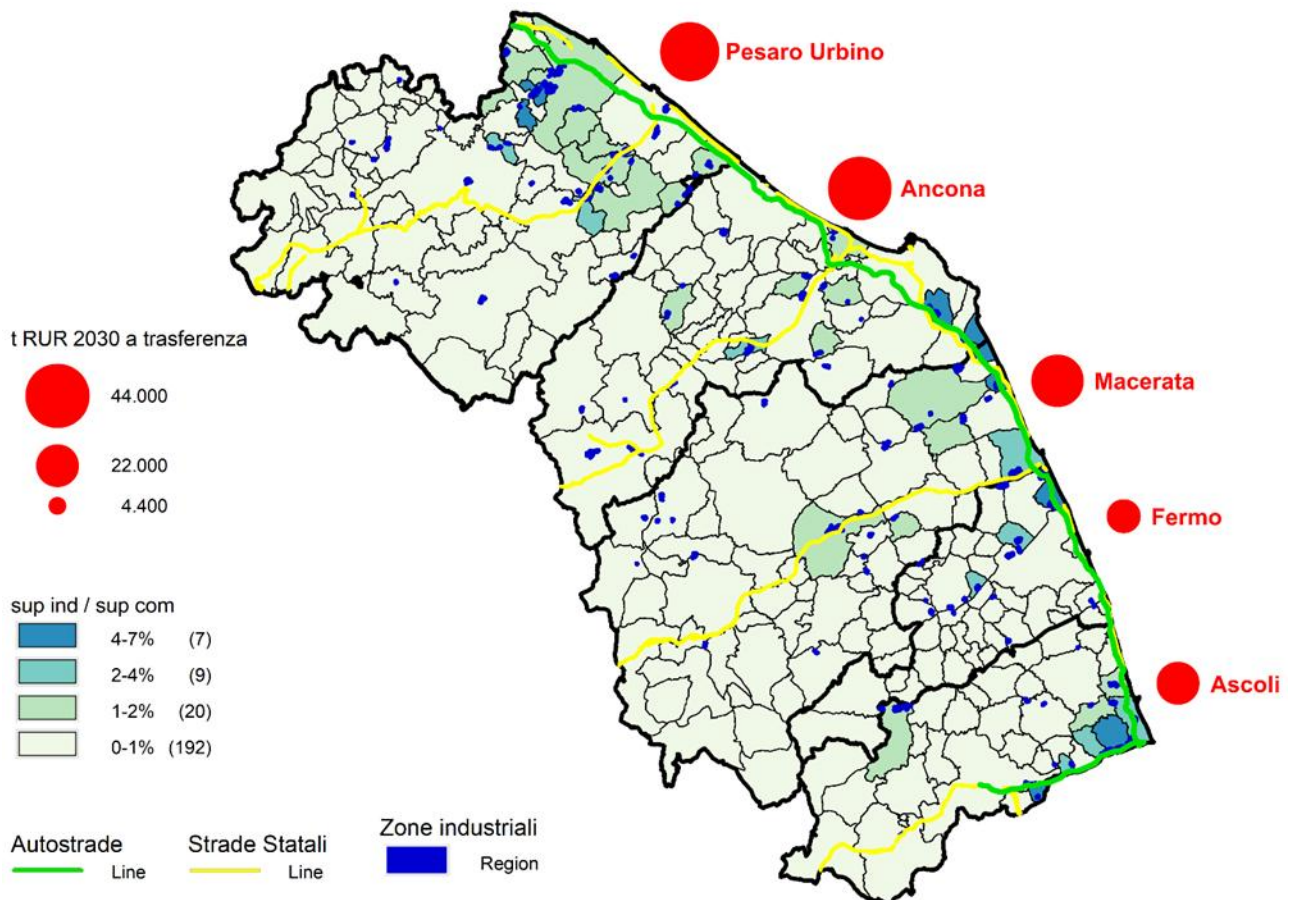 Pesaro Urbino
Ancona
t RUR 2030 a trasferenza
44.000
22.000
4.400
Macerata
Fermo
Ascoli
sup ind / sup com
4-7% (7)
2-4% (9)
1-2% (20)
0-1% (192)
Autostrade
Line
Strade Statali
Line
Zone industriali
Region